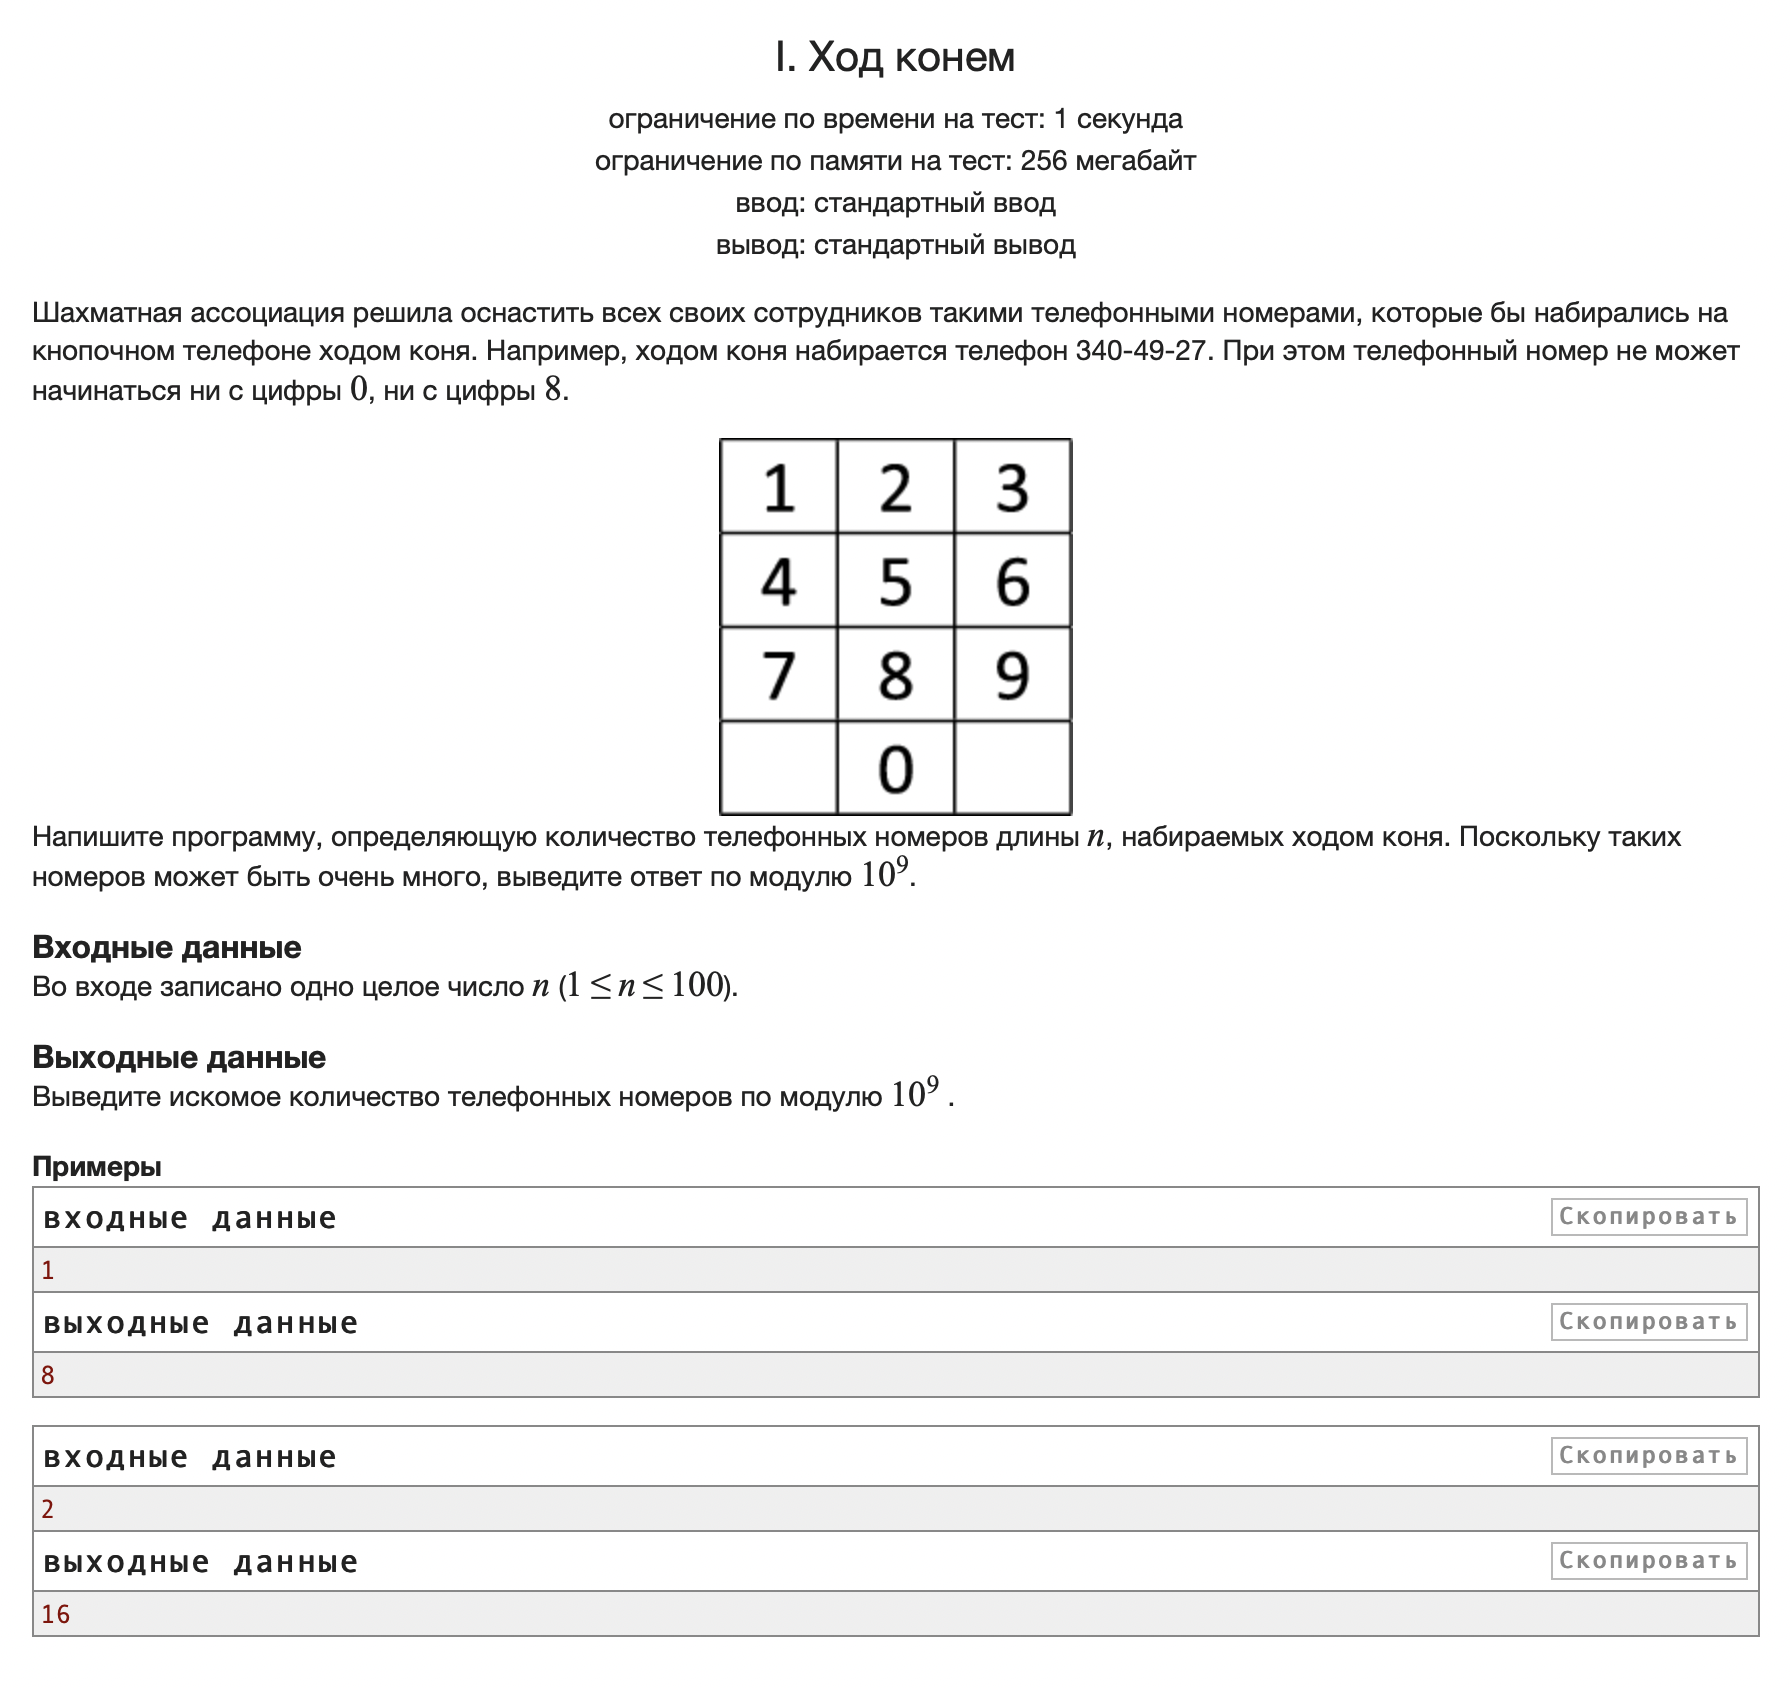 I. Ход конем
ограничение по времени на тест: 1 секунда
ограничение по памяти на тест: 256 мегабайт
ввод: стандартный ввод
вывод: стандартный вывод
Шахматная ассоциация решила оснастить всех своих сотрудников такими телефонными номерами, которые бы набирались на
кнопочном телефоне ходом коня. Например, ходом коня набирается телефон 340-49-27. При этом телефонный номер не может
начинаться ни с цифры 0, ни с цифры 8.
1 2 3
4 5 6
7 8 9
0
Напишите программу, определяющую количество телефонных номеров длины n, набираемых ходом коня. Поскольку таких
номеров может быть очень много, выведите ответ по модулю 10⁹.
Входные данные
Во входе записано одно целое число n (1 ≤ n ≤ 100).
Выходные данные
Выведите искомое количество телефонных номеров по модулю 10⁹ .
Примеры
входные данные Скопировать
1
выходные данные Скопировать
8
входные данные Скопировать
2
выходные данные Скопировать
16